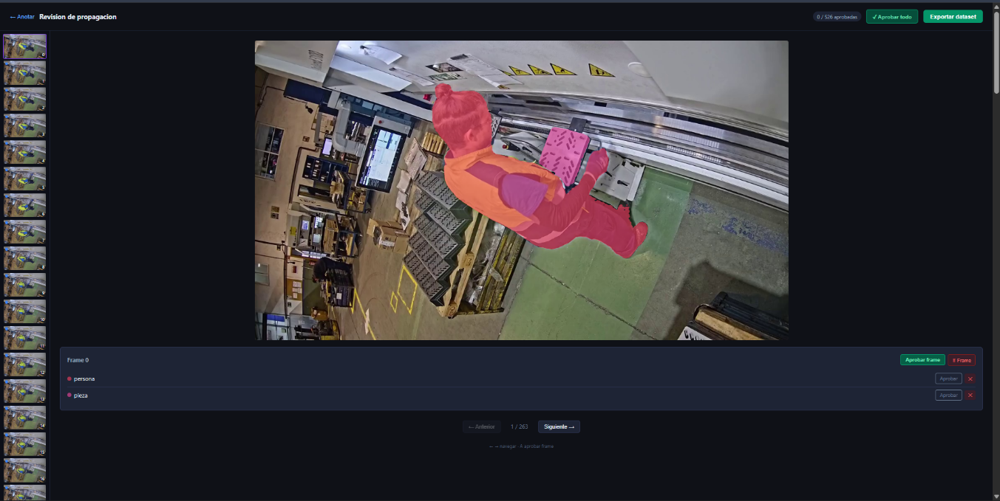 ← Anotar Revision de propagacion 0 / 526 aprobadas ✓ Aprobar todo Exportar dataset
0
1
2
3
4
5
6
7
8
9
10
11
12
13
14
15
16
Frame 0 Aprobar frame Frame
persona Aprobar ✕
pieza Aprobar ✕
← Anterior 1 / 263 Siguiente →
← → navegar · A aprobar frame